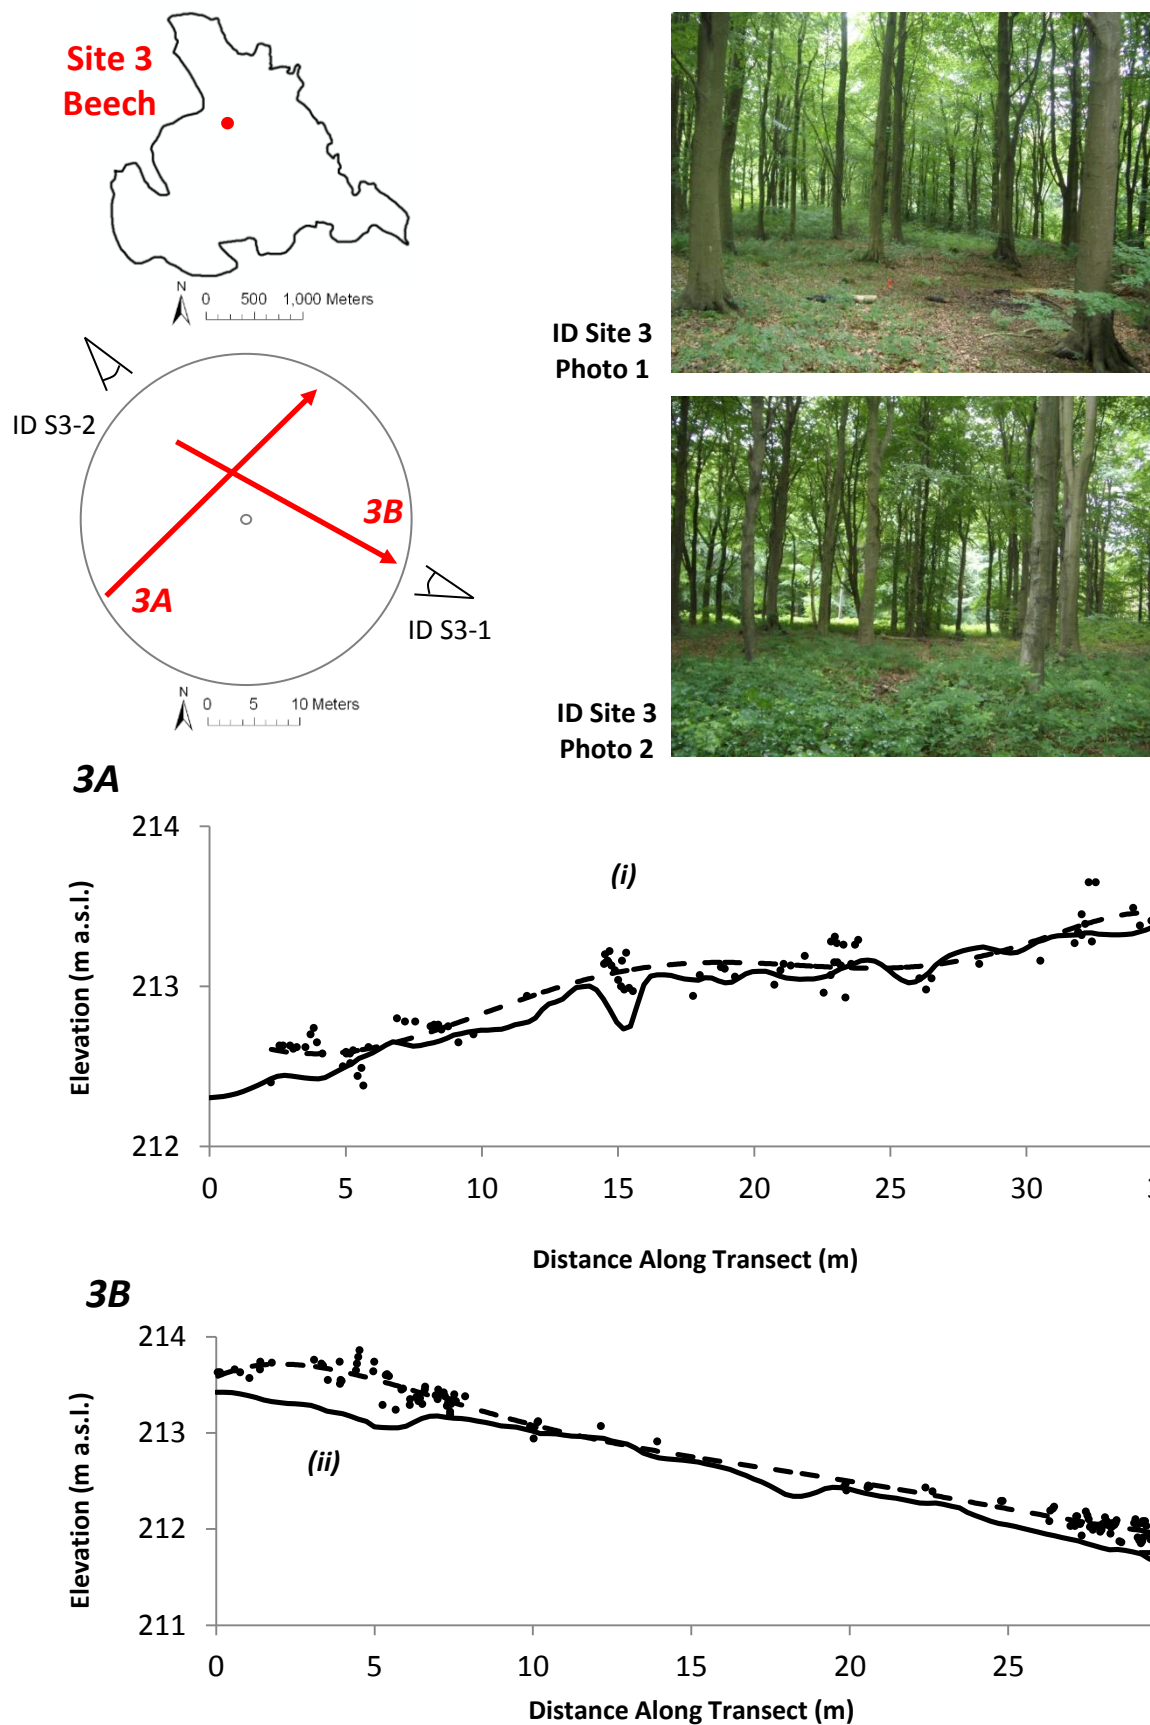 Site 3
Beech
N
0 500 1,000 Meters
ID Site 3
Photo 1
ID S3-2
3B
3A
ID S3-1
N
0 5 10 Meters
ID Site 3
Photo 2
3A
214
(i)
213
212
Elevation (m a.s.l.)
0 5 10 15 20 25 30 3
Distance Along Transect (m)
3B
214
213
(ii)
212
211
Elevation (m a.s.l.)
0 5 10 15 20 25
Distance Along Transect (m)